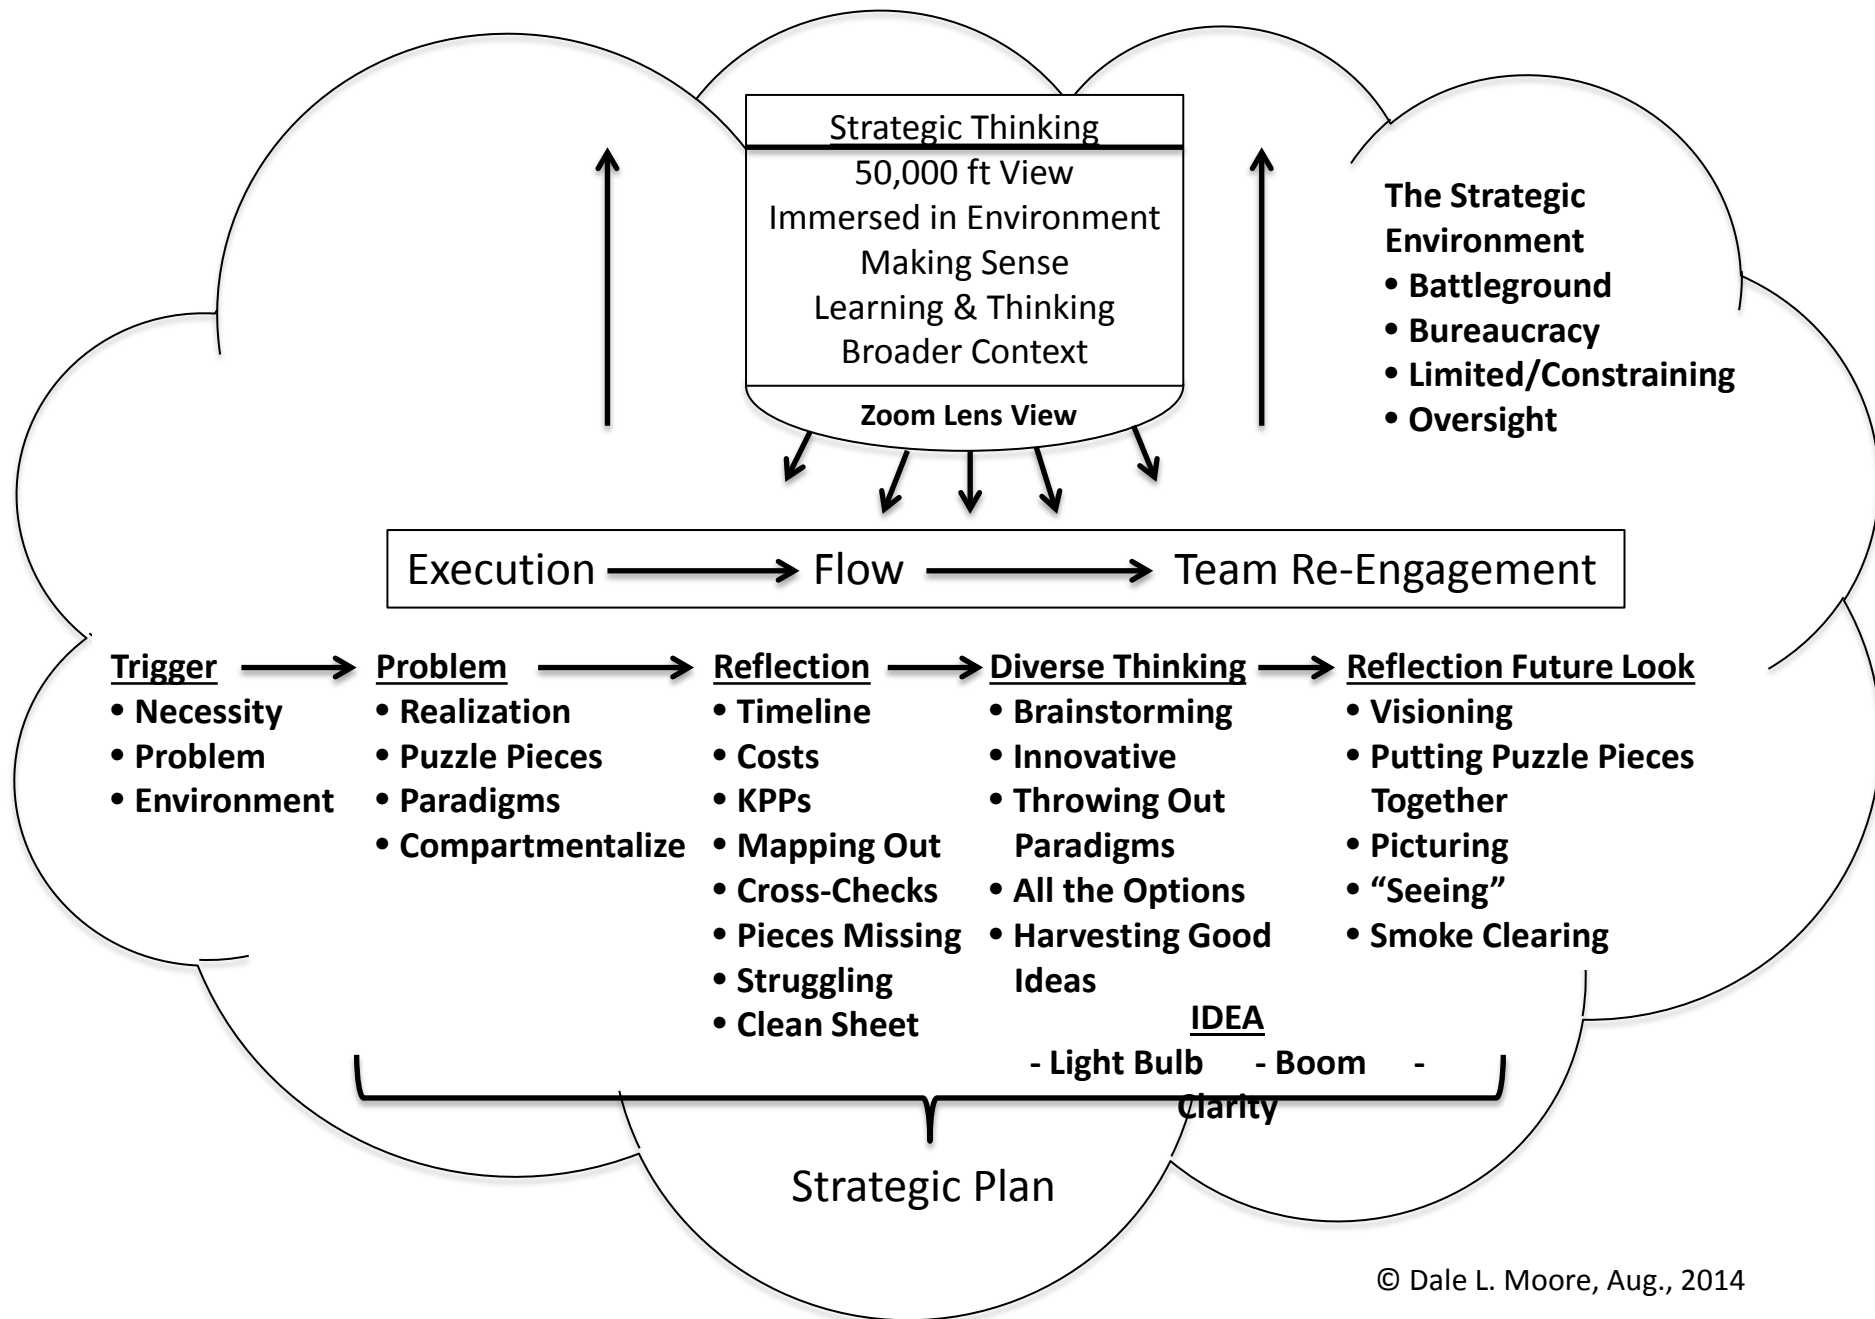 Strategic Thinking
50,000 ft View
Immersed in Environment
Making Sense
Learning & Thinking
Broader Context
Zoom Lens View
The Strategic
Environment
• Battleground
• Bureaucracy
• Limited/Constraining
• Oversight
Execution Flow Team Re-Engagement
Trigger
• Necessity
• Problem
• Environment
Problem
• Realization
• Puzzle Pieces
• Paradigms
• Compartmentalize
Reflection
• Timeline
• Costs
• KPPs
• Mapping Out
• Cross-Checks
• Pieces Missing
• Struggling
• Clean Sheet
Diverse Thinking
• Brainstorming
• Innovative
• Throwing Out
Paradigms
• All the Options
• Harvesting Good
Ideas
Reflection Future Look
• Visioning
• Putting Puzzle Pieces
Together
• Picturing
• “Seeing”
• Smoke Clearing
IDEA
- Light Bulb - Boom -
Clarity
Strategic Plan
© Dale L. Moore, Aug., 2014